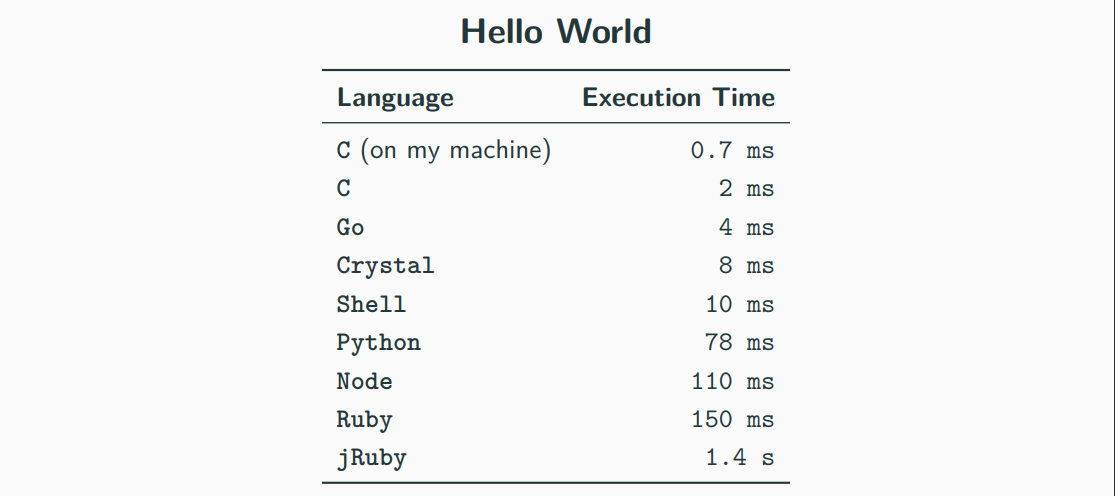 Hello World
Language Execution Time
C (on my machine) 0.7 ms
C 2 ms
Go 4 ms
Crystal 8 ms
Shell 10 ms
Python 78 ms
Node 110 ms
Ruby 150 ms
jRuby 1.4 s